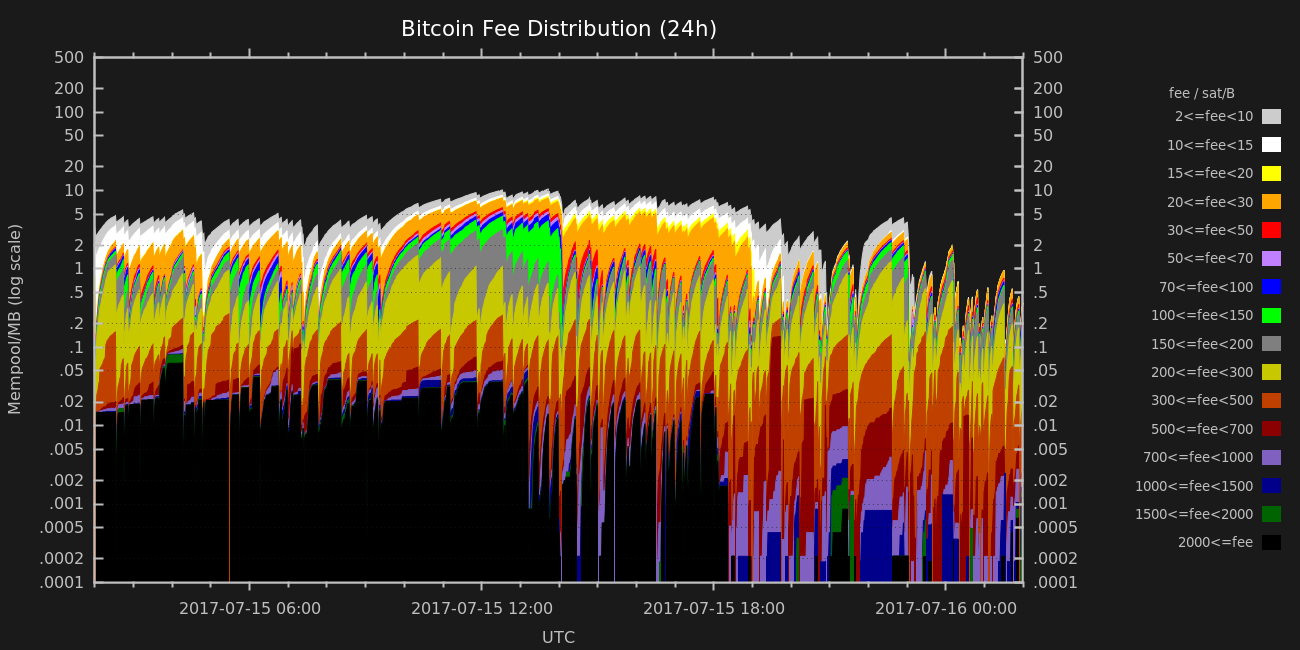 Bitcoin Fee Distribution (24h)
Mempool/MB (log scale)
500
200
100
50
20
10
5
2
1
.5
.2
.1
.05
.02
.01
.005
.002
.001
.0005
.0002
.0001
500
200
100
50
20
10
5
2
1
.5
.2
.1
.05
.02
.01
.005
.002
.001
.0005
.0002
.0001
2017-07-15 06:00
2017-07-15 12:00
2017-07-15 18:00
2017-07-16 00:00
UTC
fee / sat/B
2<=fee<10
10<=fee<15
15<=fee<20
20<=fee<30
30<=fee<50
50<=fee<70
70<=fee<100
100<=fee<150
150<=fee<200
200<=fee<300
300<=fee<500
500<=fee<700
700<=fee<1000
1000<=fee<1500
1500<=fee<2000
2000<=fee